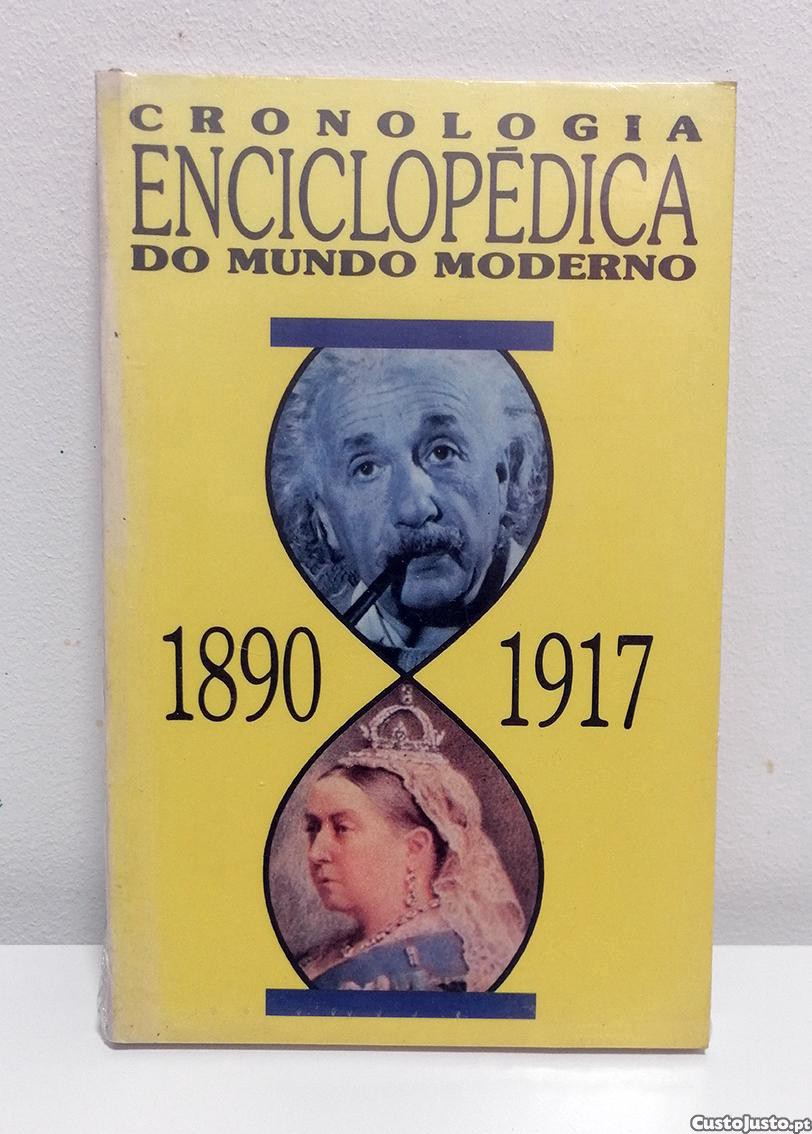 CRONOLOGIA
ENCICLOPÉDICA
DO MUNDO MODERNO
1890 1917
CustoJusto.pt